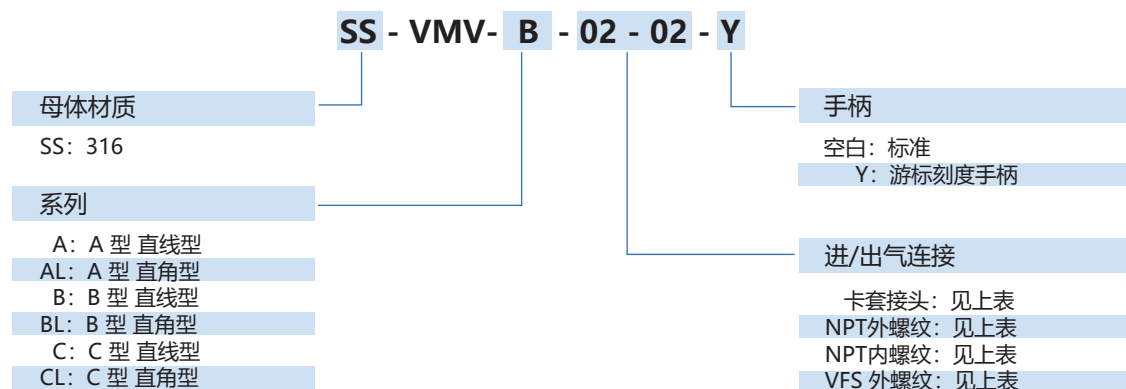 SS - VMV- B - 02 - 02 - Y
母体材质
SS：316
系列
A：A 型 直线型
AL：A 型 直角型
B：B 型 直线型
BL：B 型 直角型
C：C 型 直线型
CL：C 型 直角型
手柄
空白：标准
Y：游标刻度手柄
进/出气连接
卡套接头：见上表
NPT外螺纹：见上表
NPT内螺纹：见上表
VFS 外螺纹：见上表